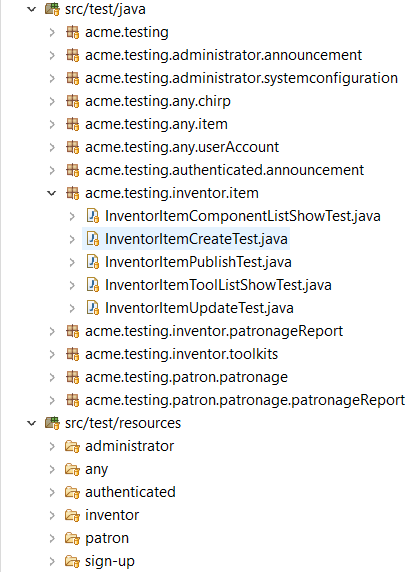 src/test/java
acme.testing
acme.testing.administrator.announcement
acme.testing.administrator.systemconfiguration
acme.testing.any.chirp
acme.testing.any.item
acme.testing.any.userAccount
acme.testing.authenticated.announcement
acme.testing.inventor.item
InventorItemComponentListShowTest.java
InventorItemCreateTest.java
InventorItemPublishTest.java
InventorItemToolListShowTest.java
InventorItemUpdateTest.java
acme.testing.inventor.patronageReport
acme.testing.inventor.toolkits
acme.testing.patron.patronage
acme.testing.patron.patronage.patronageReport
src/test/resources
administrator
any
authenticated
inventor
patron
sign-up